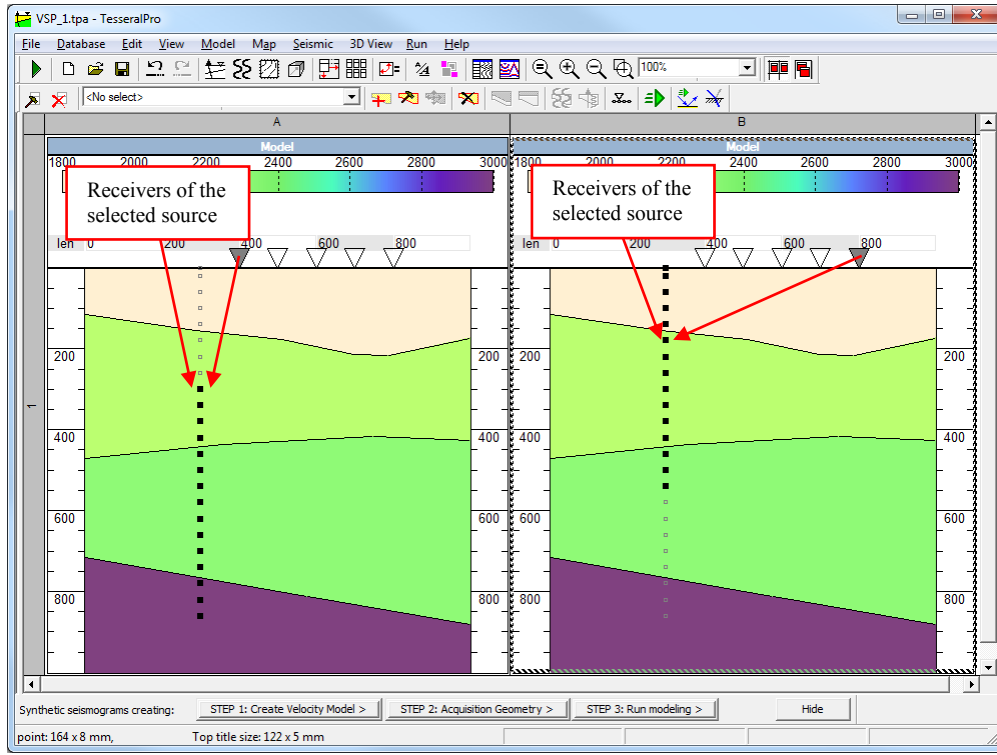 VSP_1.tpa - TesseralPro
File Database Edit View Model Map Seismic 3D View Run Help
100%
<No select>
A B
Model Model
1800 2000 2200 2400 2600 2800 3000 1800 2000 2200 2400 2600 2800 3000
Receivers of the
selected source
Receivers of the
selected source
len 0 200 400 600 800 len 0 200 400 600 800
200 200 200 200
1
400 400 400 400
600 600 600 600
800 800 800 800
Synthetic seismograms creating: STEP 1: Create Velocity Model > STEP 2: Acquisition Geometry > STEP 3: Run modeling > Hide
point: 164 x 8 mm, Top title size: 122 x 5 mm